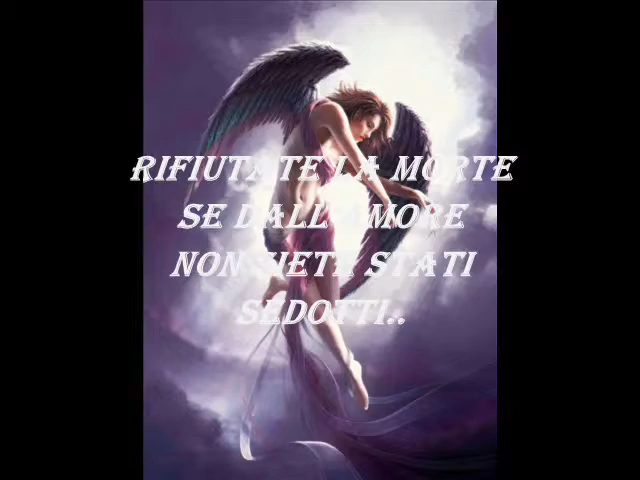 RIFIUTATE LA MORTE
SE DALL'AMORE
NON SIETE STATI
SEDOTTI..